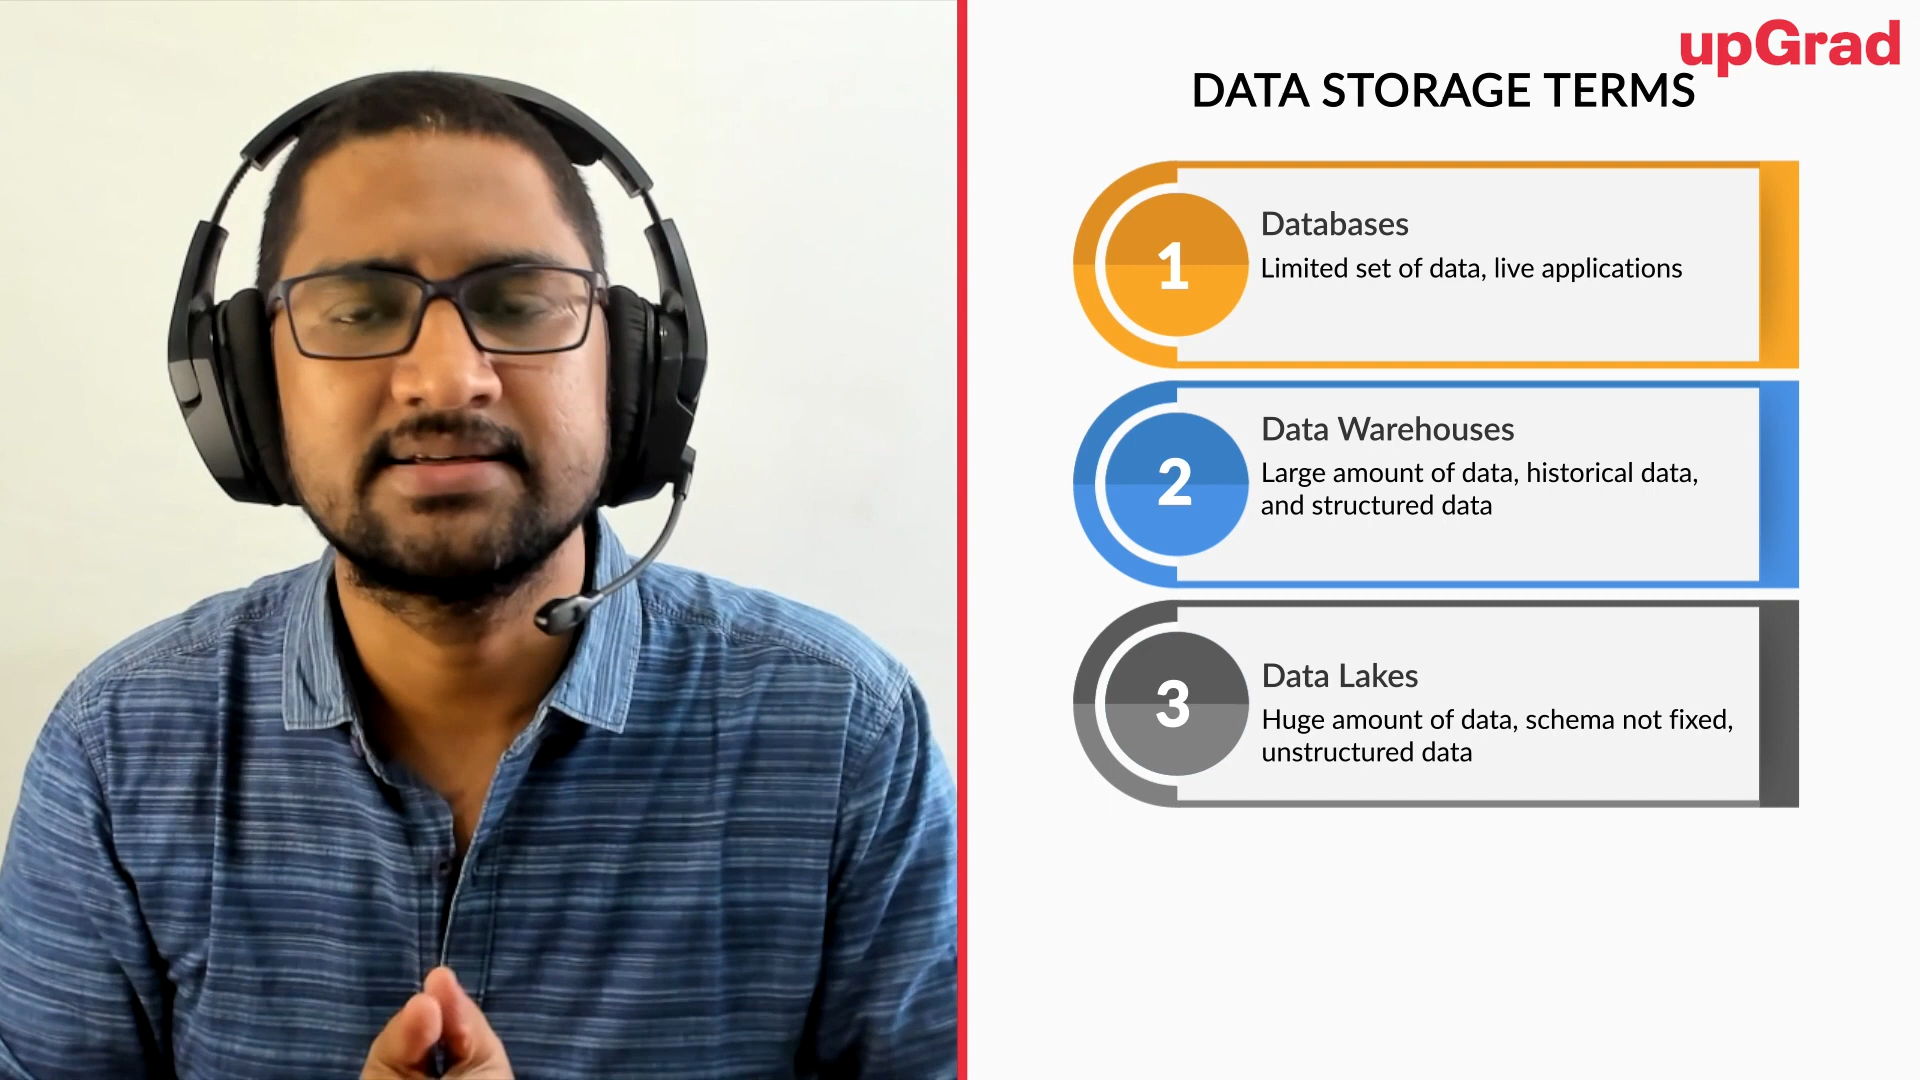 upGrad
DATA STORAGE TERMS
1
Databases
Limited set of data, live applications
2
Data Warehouses
Large amount of data, historical data,
and structured data
3
Data Lakes
Huge amount of data, schema not fixed,
unstructured data